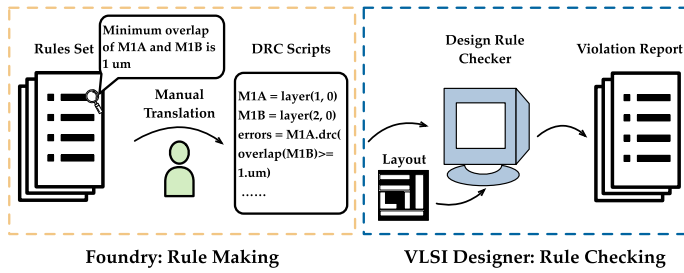 Rules Set
Minimum overlap
of M1A and M1B is
1 um
Manual
Translation
DRC Scripts
M1A = layer(1, 0)
M1B = layer(2, 0)
errors = M1A.drc(
overlap(M1B)>=
1.um)
......
Foundry: Rule Making
Design Rule
Checker
Layout
Violation Report
VLSI Designer: Rule Checking